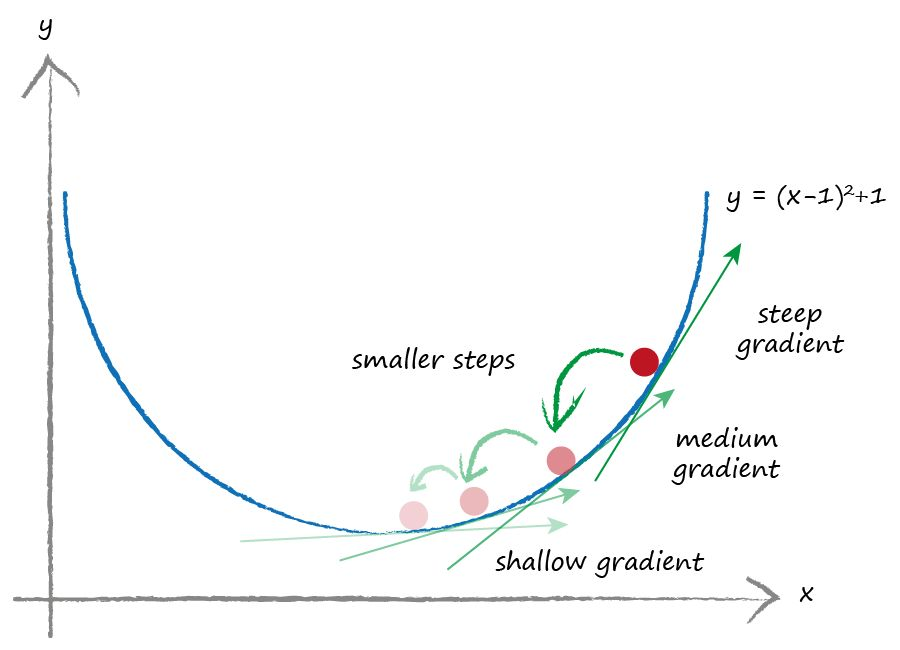 y
y = (x-1)²+1
steep
gradient
smaller steps
medium
gradient
shallow gradient
x